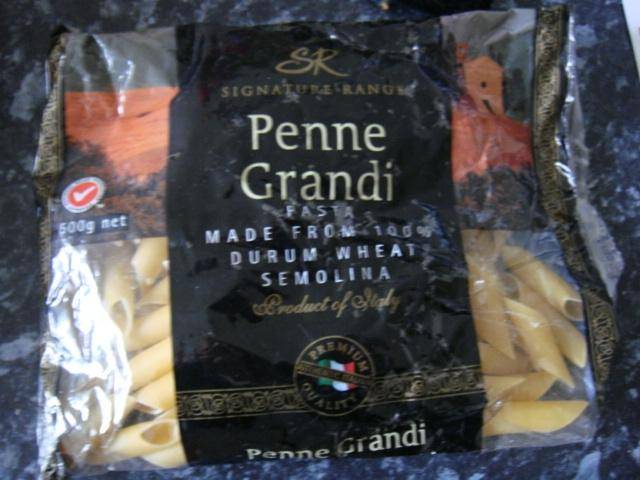 SR
SIGNATURE RANGE
Penne
Grandi
PASTA
MADE FROM 100%
DURUM WHEAT
SEMOLINA
Product of Italy
500g net
PREMIUM
QUALITY
Penne Grandi